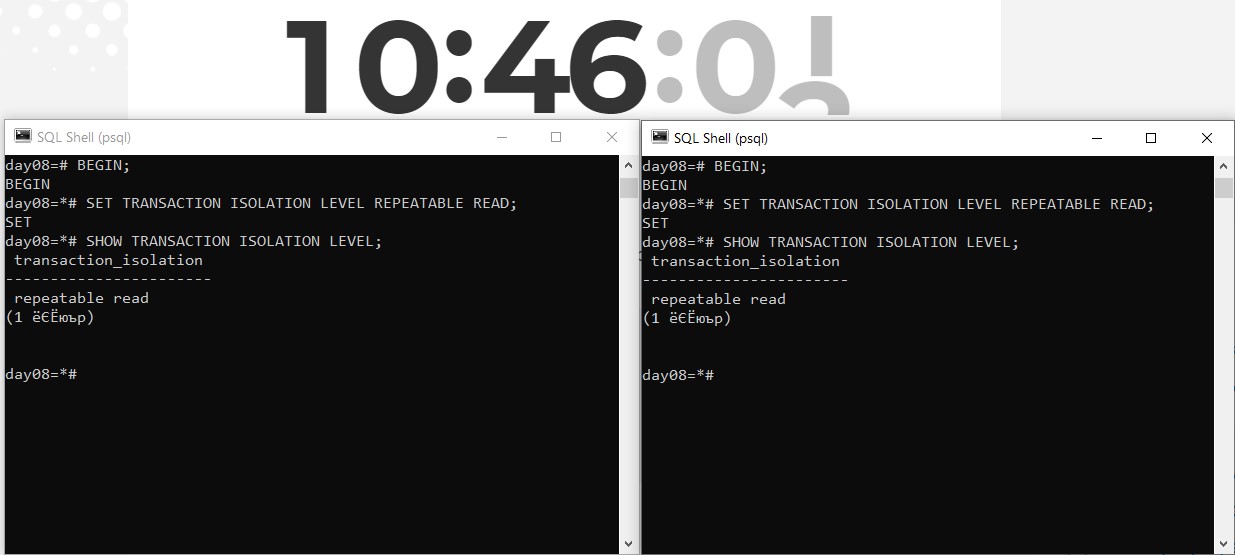 10:46:0
SQL Shell (psql)
day08=# BEGIN;
BEGIN
day08=*# SET TRANSACTION ISOLATION LEVEL REPEATABLE READ;
SET
day08=*# SHOW TRANSACTION ISOLATION LEVEL;
transaction_isolation
-----------------------
repeatable read
(1 ёЄЁюър)
day08=*#
SQL Shell (psql)
day08=# BEGIN;
BEGIN
day08=*# SET TRANSACTION ISOLATION LEVEL REPEATABLE READ;
SET
day08=*# SHOW TRANSACTION ISOLATION LEVEL;
transaction_isolation
-----------------------
repeatable read
(1 ёЄЁюър)
day08=*#